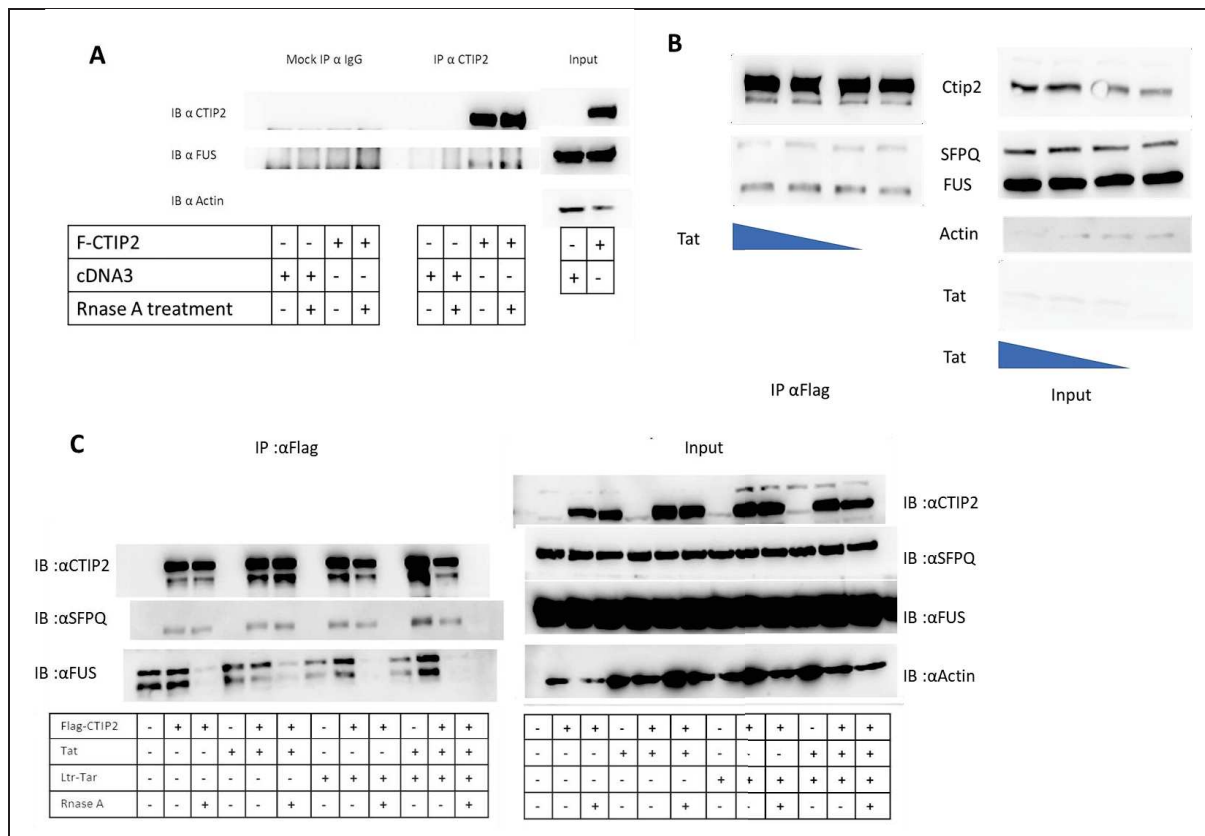 A
Mock IP α IgG
IP α CTIP2
Input
IB α CTIP2
IB α FUS
IB α Actin
F-CTIP2 - - + + - - + + - +
cDNA3 + + - - + + - - + -
Rnase A treatment - + - + - + - +
B
Ctip2
SFPQ
FUS
Actin
Tat
Tat
Tat
IP αFlag
Input
C
IP :αFlag
IB :αCTIP2
IB :αSFPQ
IB :αFUS
Flag-CTIP2 - + + - + + - + + - + +
Tat - - - + + + - - - + + +
Ltr-Tar - - - - - - + + + + + +
Rnase A - - + - - + - - + - - +
Input
IB :αCTIP2
IB :αSFPQ
IB :αFUS
IB :αActin
- + + - + + - + + - + +
- - - + + + - - - + + +
- - - - - - + + + + + +
- - + - - + - - + - - +